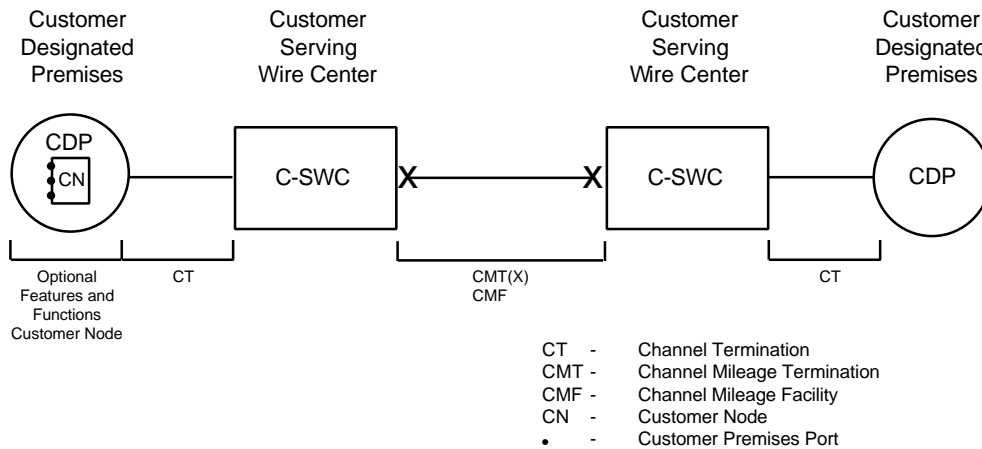 Customer
Designated
Premises
Customer
Serving
Wire Center
Customer
Serving
Wire Center
Customer
Designated
Premises
CDP
CN
C-SWC
X
X
C-SWC
CDP
Optional
Features and
Functions
Customer Node
CT
CMT(X)
CMF
CT
CT - Channel Termination
CMT - Channel Mileage Termination
CMF - Channel Mileage Facility
CN - Customer Node
• - Customer Premises Port